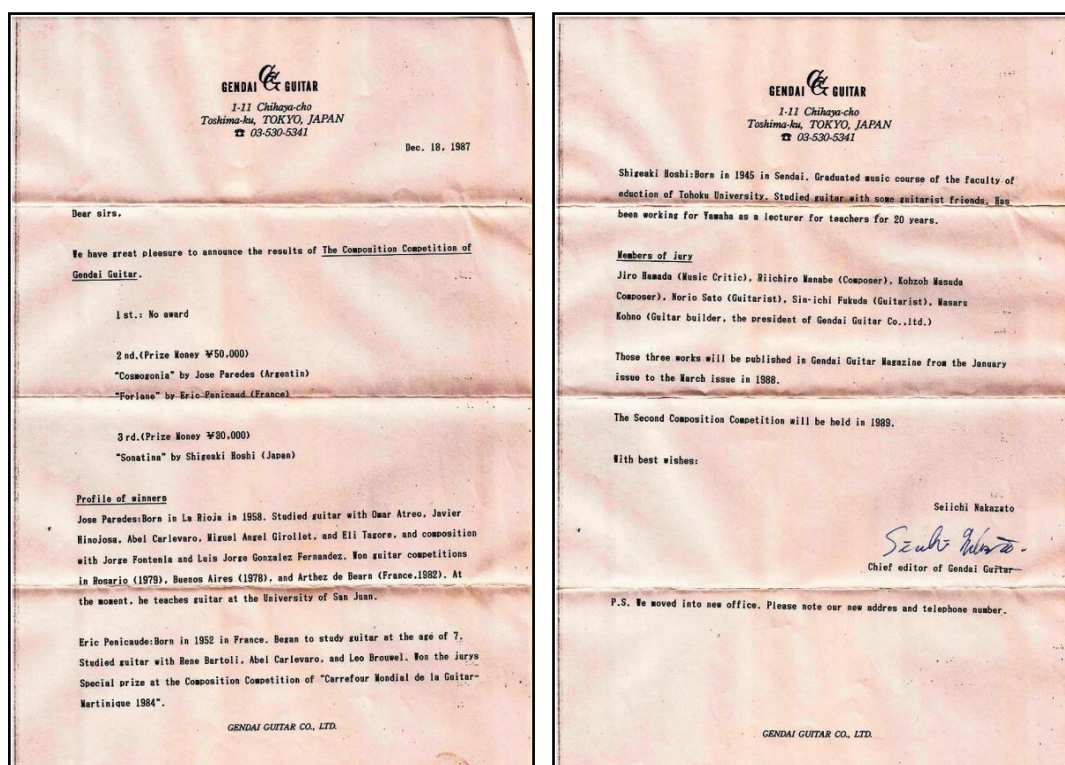 GENDAI GG GUITAR
1-11 Chihaya-cho
Toshima-ku, TOKYO, JAPAN
☎ 03-530-5341
Dec. 18. 1987
Dear sirs.
We have great pleasure to announce the results of The Composition Competition of
Gendai Guitar.
1st.: No award
2nd.(Prize Money ¥50,000)
"Cosmogonia" by Jose Paredes (Argentin)
"Forlane" by Eric Penicaud (France)
3rd.(Prize Money ¥30,000)
"Sonatina" by Shigeaki Hoshi (Japan)
Profile of winners
Jose Paredes:Born in La Rioja in 1958. Studied guitar with Omar Atreo, Javier
Hinojosa, Abel Carlevaro, Miguel Angel Girollet, and Eli Tagore, and composition
with Jorge Fontenla and Luis Jorge Gonzalez Fernandez. Won guitar competitions
in Rosario (1979), Buenos Aires (1978), and Arthez de Bearn (France,1982). At
the moment, he teaches guitar at the University of San Juan.
Eric Penicaude:Born in 1952 in France. Began to study guitar at the age of 7.
Studied guitar with Rene Bartoli, Abel Carlevaro, and Leo Brouwel. Won the jurys
Special prize at the Composition Competition of "Carrefour Mondial de la Guitar-
Martinique 1984".
GENDAI GUITAR CO., LTD.
GENDAI GG GUITAR
1-11 Chihaya-cho
Toshima-ku, TOKYO, JAPAN
☎ 03-530-5341
Shigeaki Hoshi:Born in 1945 in Sendai. Graduated music course of the faculty of
eduction of Tohoku University. Studied guitar with some guitarist friends. Has
been working for Yamaha as a lecturer for teachers for 20 years.
Members of jury
Jiro Hamada (Music Critic), Riichiro Manabe (Composer), Kohzoh Masuda
Composer), Norio Sato (Guitarist), Sin-ichi Fukuda (Guitarist), Masaru
Kohno (Guitar builder, the president of Gendai Guitar Co.,ltd.)
Those three works will be published in Gendai Guitar Magazine from the January
issue to the March issue in 1988.
The Second Composition Competition will be held in 1989.
With best wishes:
Seiichi Nakazato
Chief editor of Gendai Guitar
P.S. We moved into new office. Please note our new addres and telephone number.
GENDAI GUITAR CO., LTD.